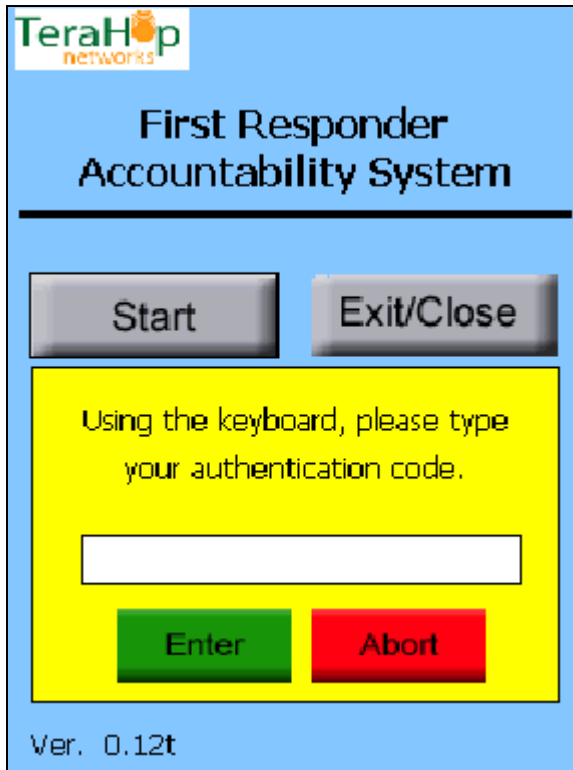 TeraHop
networks
First Responder
Accountability System
Start
Exit/Close
Using the keyboard, please type
your authentication code.
Enter
Abort
Ver. 0.12t